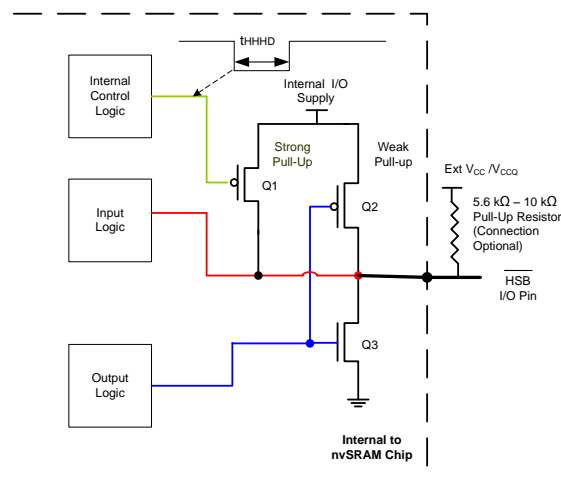 tHHHD
Internal
Control
Logic
Internal I/O
Supply
Strong
Pull-Up
Weak
Pull-up
Q1
Q2
Ext VCC /VCCQ
5.6 kΩ – 10 kΩ
Pull-Up Resistor
(Connection
Optional)
Input
Logic
HSB
I/O Pin
Q3
Output
Logic
Internal to
nvSRAM Chip